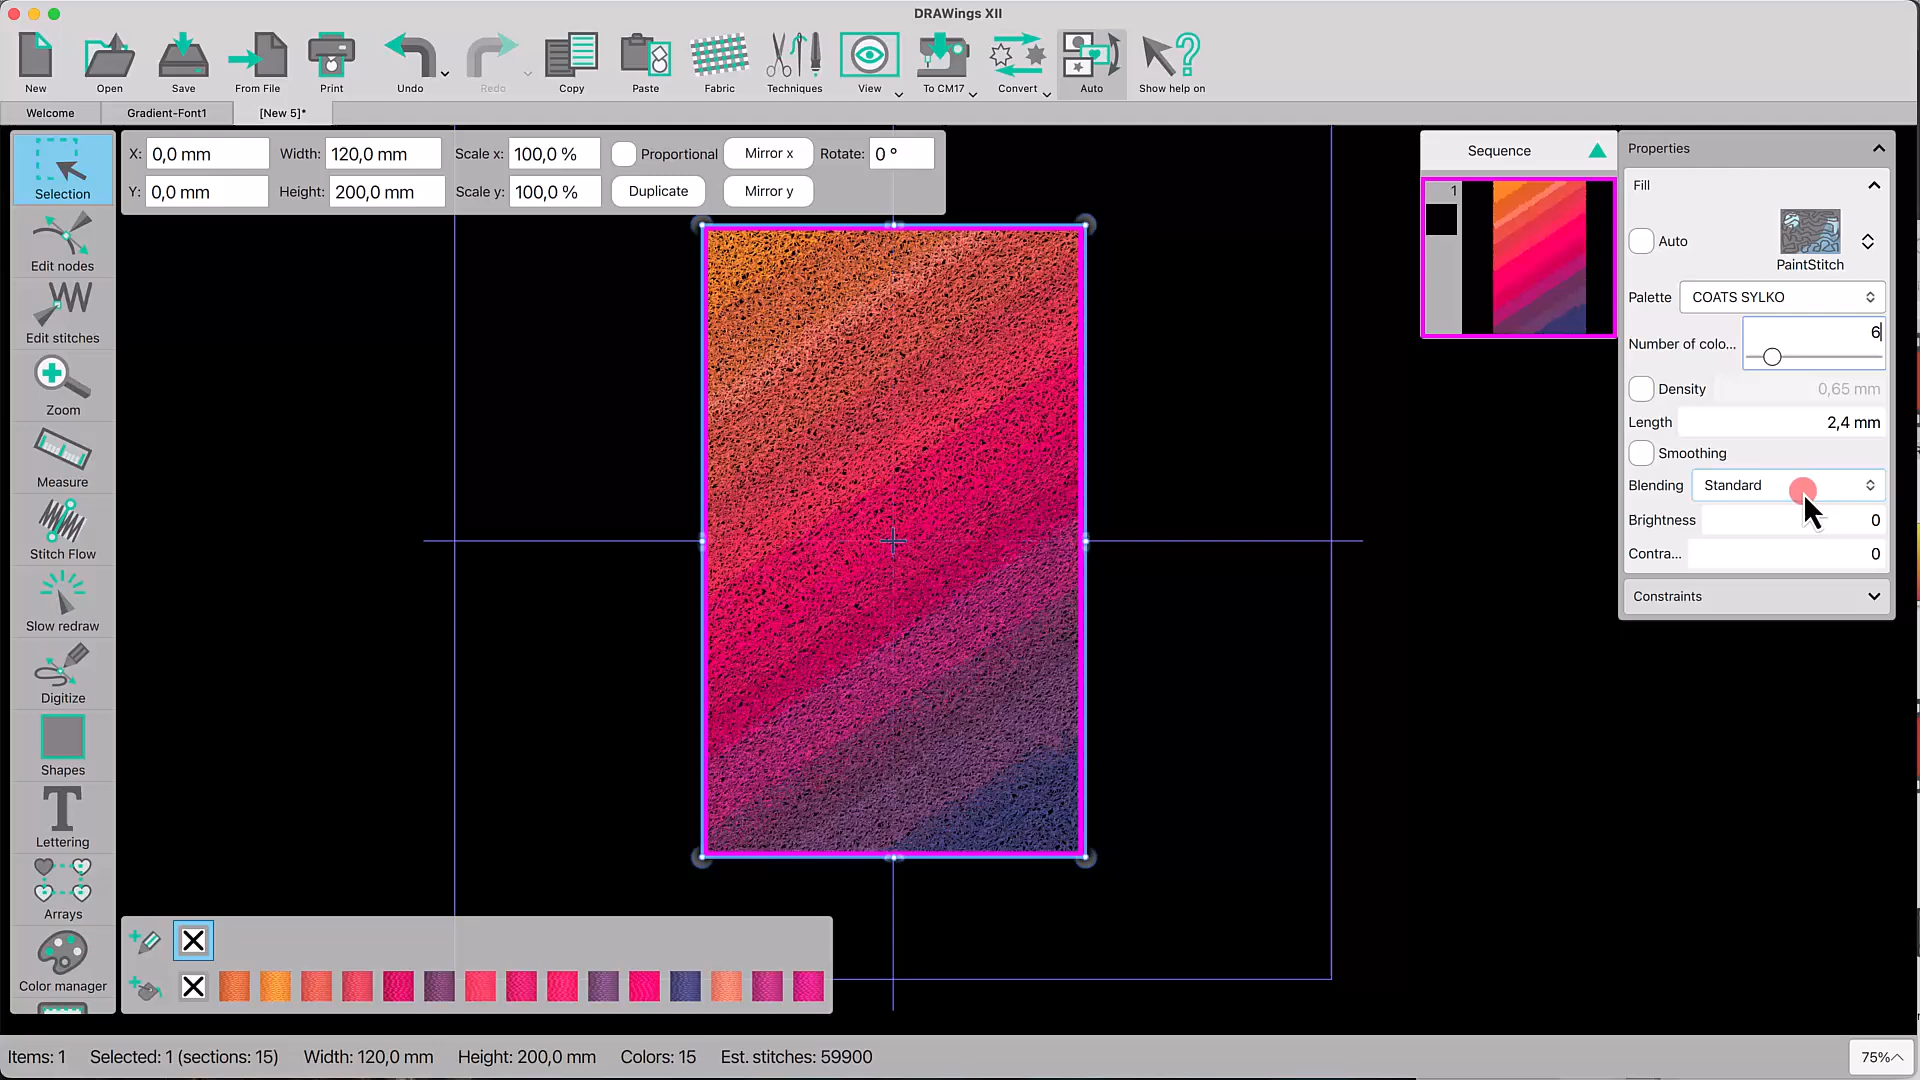 DRAWings XII
New
Open
Save
From File
Print
Undo
Redo
Copy
Paste
Fabric
Techniques
View
To CM17
Convert
Auto
Show help on
Welcome
Gradient-Font1
[New 5]*
X: 0,0 mm Width: 120,0 mm Scale x: 100,0 % Proportional Mirror x Rotate: 0 °
Y: 0,0 mm Height: 200,0 mm Scale y: 100,0 % Duplicate Mirror y
Selection
Edit nodes
Edit stitches
Zoom
Measure
Stitch Flow
Slow redraw
Digitize
Shapes
Lettering
Arrays
Color manager
Sequence
1
Properties
Fill
Auto
PaintStitch
Palette COATS SYLKO
Number of colo... 6
Density 0,65 mm
Length 2,4 mm
Smoothing
Blending Standard
Brightness 0
Contra... 0
Constraints
Items: 1 Selected: 1 (sections: 15) Width: 120,0 mm Height: 200,0 mm Colors: 15 Est. stitches: 59900
75%